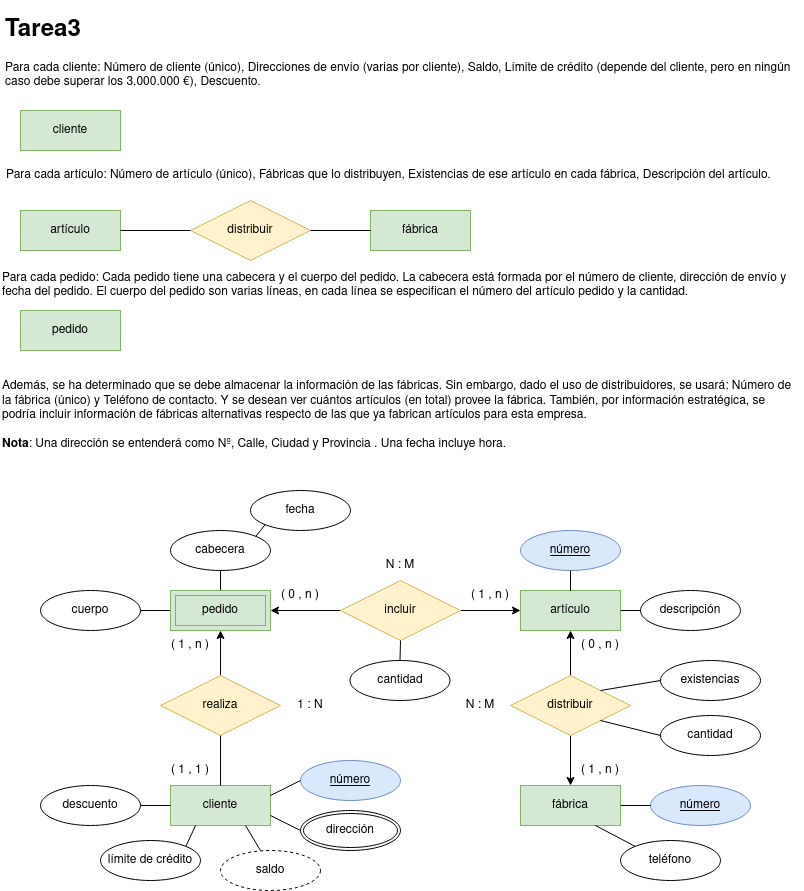 Tarea3
Para cada cliente: Número de cliente (único), Direcciones de envío (varias por cliente), Saldo, Límite de crédito (depende del cliente, pero en ningún
caso debe superar los 3.000.000 €), Descuento.
cliente
Para cada artículo: Número de artículo (único), Fábricas que lo distribuyen, Existencias de ese artículo en cada fábrica, Descripción del artículo.
artículo
distribuir
fábrica
Para cada pedido: Cada pedido tiene una cabecera y el cuerpo del pedido. La cabecera está formada por el número de cliente, dirección de envío y
fecha del pedido. El cuerpo del pedido son varias líneas, en cada línea se especifican el número del artículo pedido y la cantidad.
pedido
Además, se ha determinado que se debe almacenar la información de las fábricas. Sin embargo, dado el uso de distribuidores, se usará: Número de
la fábrica (único) y Teléfono de contacto. Y se desean ver cuántos artículos (en total) provee la fábrica. También, por información estratégica, se
podría incluir información de fábricas alternativas respecto de las que ya fabrican artículos para esta empresa.
Nota: Una dirección se entenderá como Nº, Calle, Ciudad y Provincia . Una fecha incluye hora.
fecha
cabecera
N : M
número
cuerpo
pedido
( 0 , n )
incluir
( 1 , n )
artículo
descripción
( 1 , n )
( 0 , n )
cantidad
existencias
realiza
1 : N
N : M
distribuir
cantidad
( 1 , 1 )
( 1 , n )
número
descuento
cliente
fábrica
número
dirección
límite de crédito
saldo
teléfono